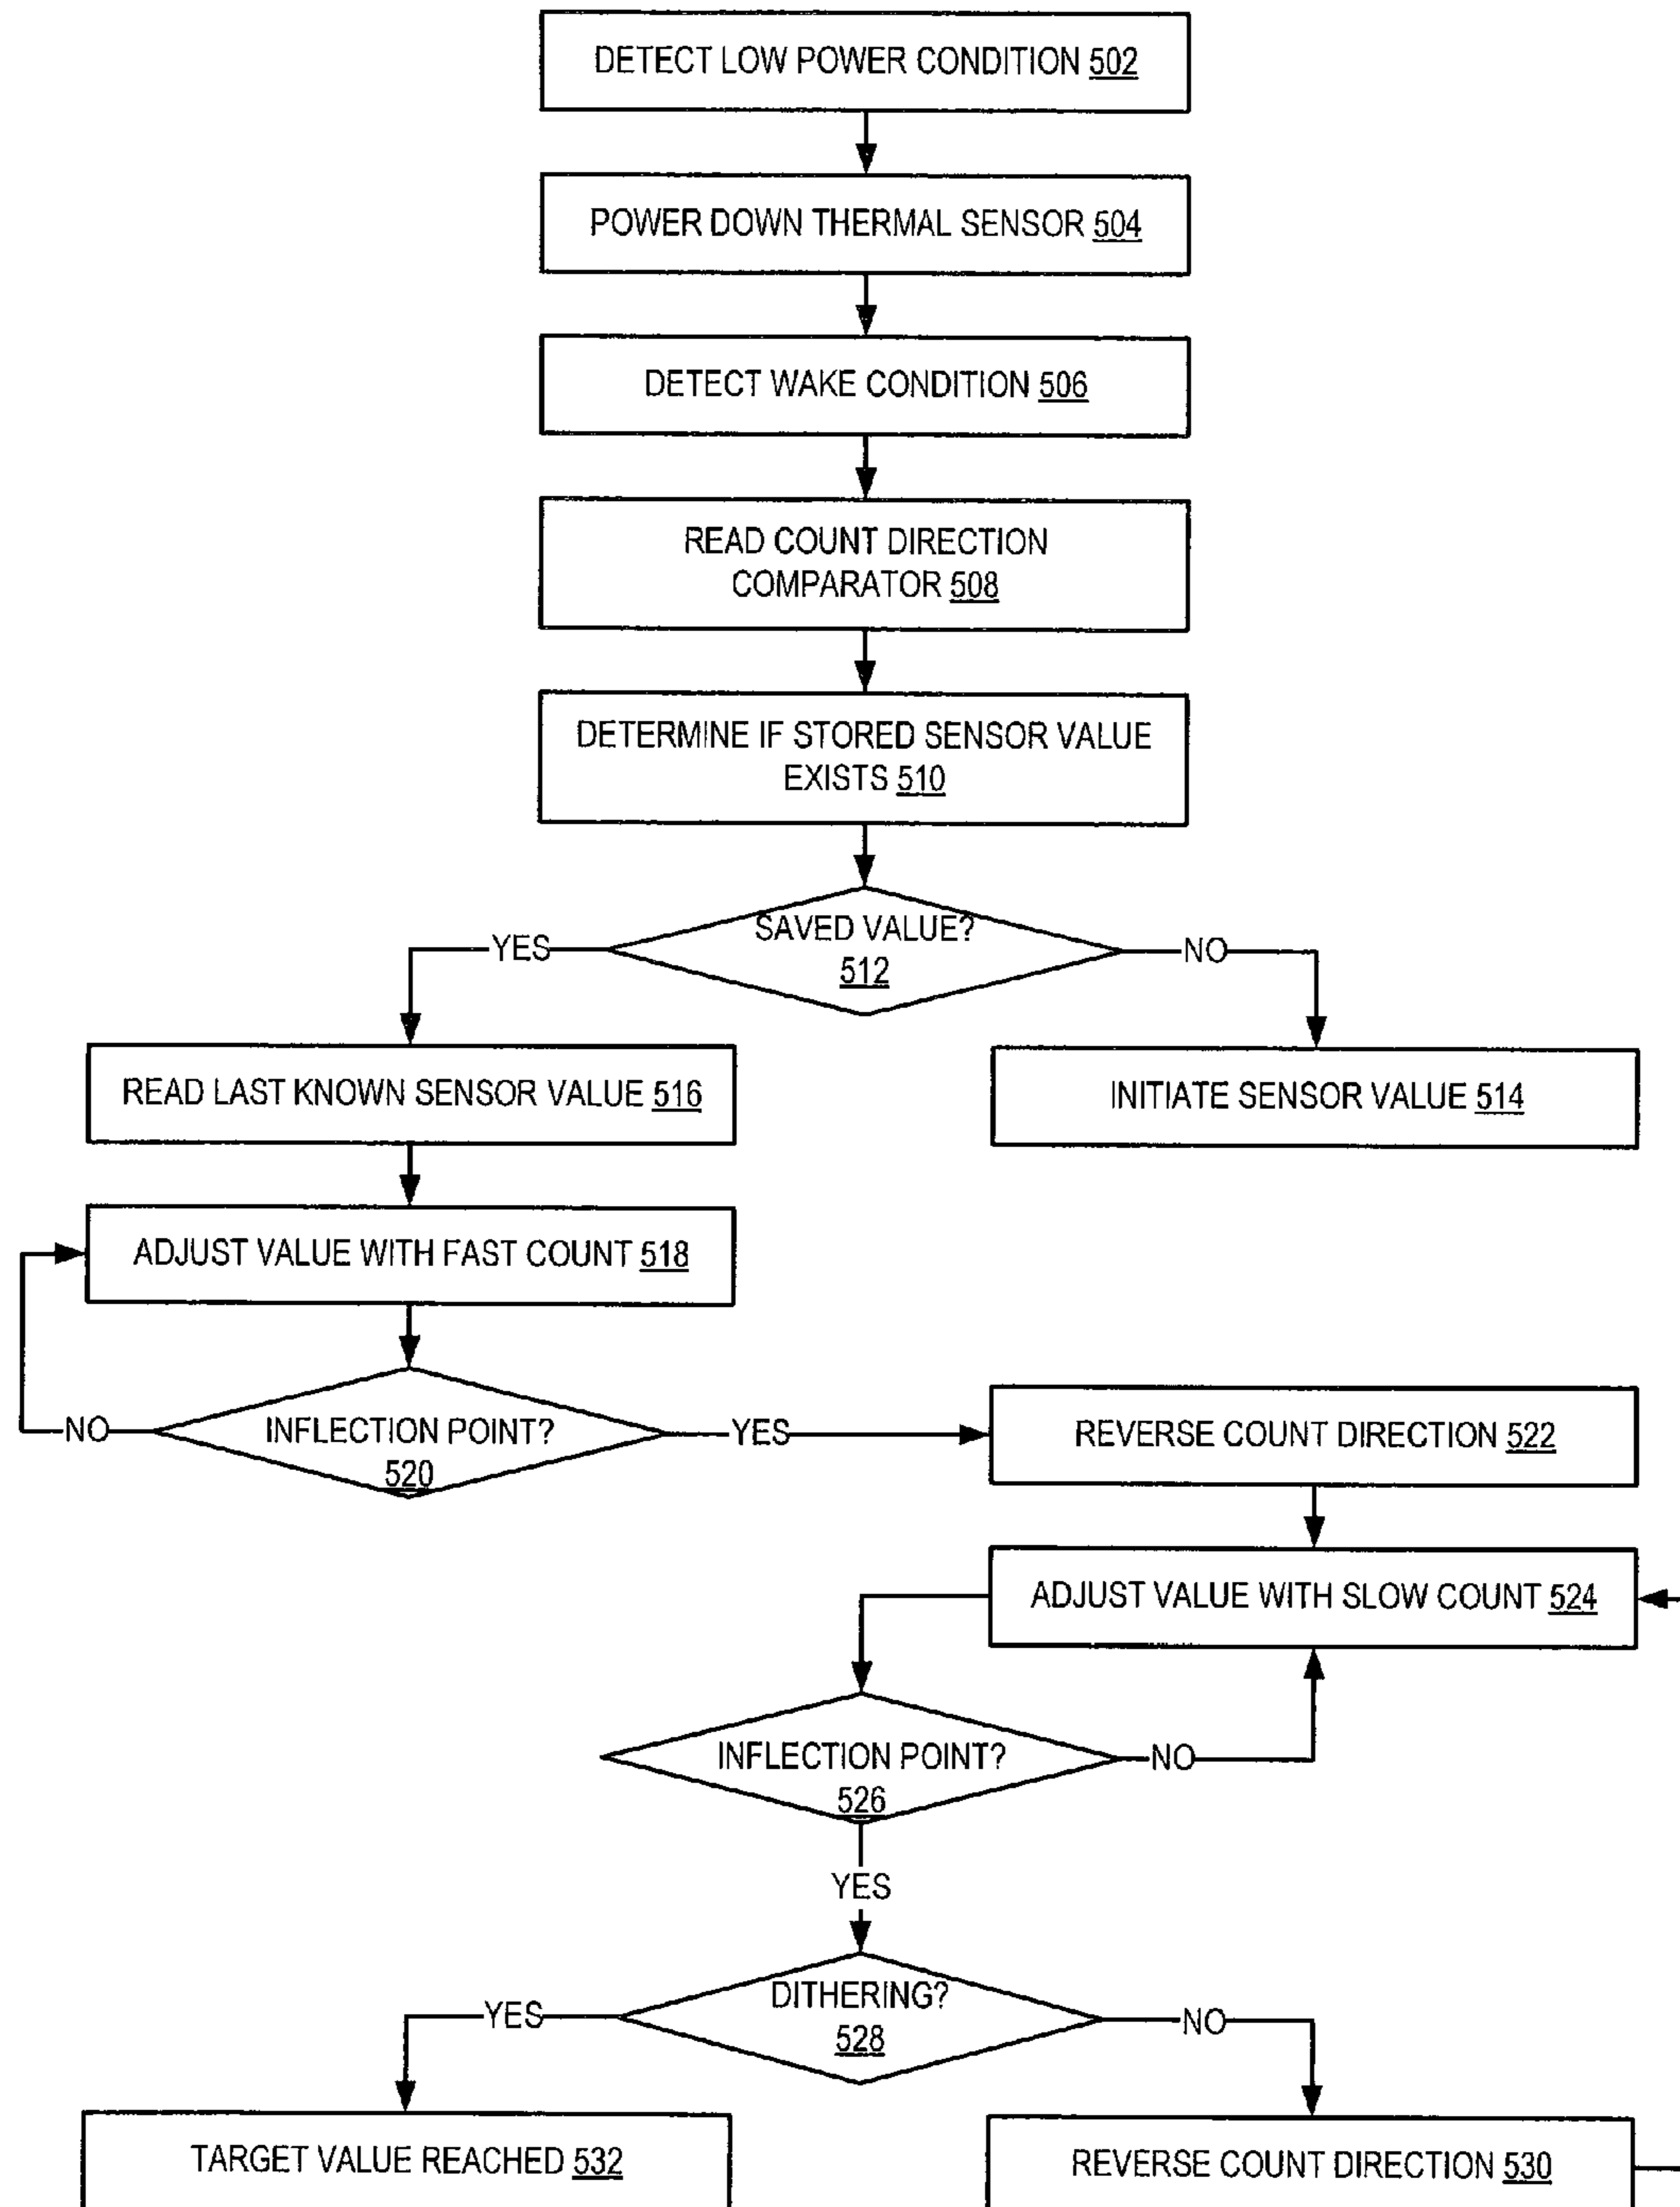 DETECT LOW POWER CONDITION 502
POWER DOWN THERMAL SENSOR 504
DETECT WAKE CONDITION 506
READ COUNT DIRECTION
COMPARATOR 508
DETERMINE IF STORED SENSOR VALUE
EXISTS 510
SAVED VALUE?
512
YES
NO
READ LAST KNOWN SENSOR VALUE 516
INITIATE SENSOR VALUE 514
ADJUST VALUE WITH FAST COUNT 518
INFLECTION POINT?
520
NO
YES
REVERSE COUNT DIRECTION 522
ADJUST VALUE WITH SLOW COUNT 524
INFLECTION POINT?
526
NO
YES
DITHERING?
528
YES
NO
TARGET VALUE REACHED 532
REVERSE COUNT DIRECTION 530